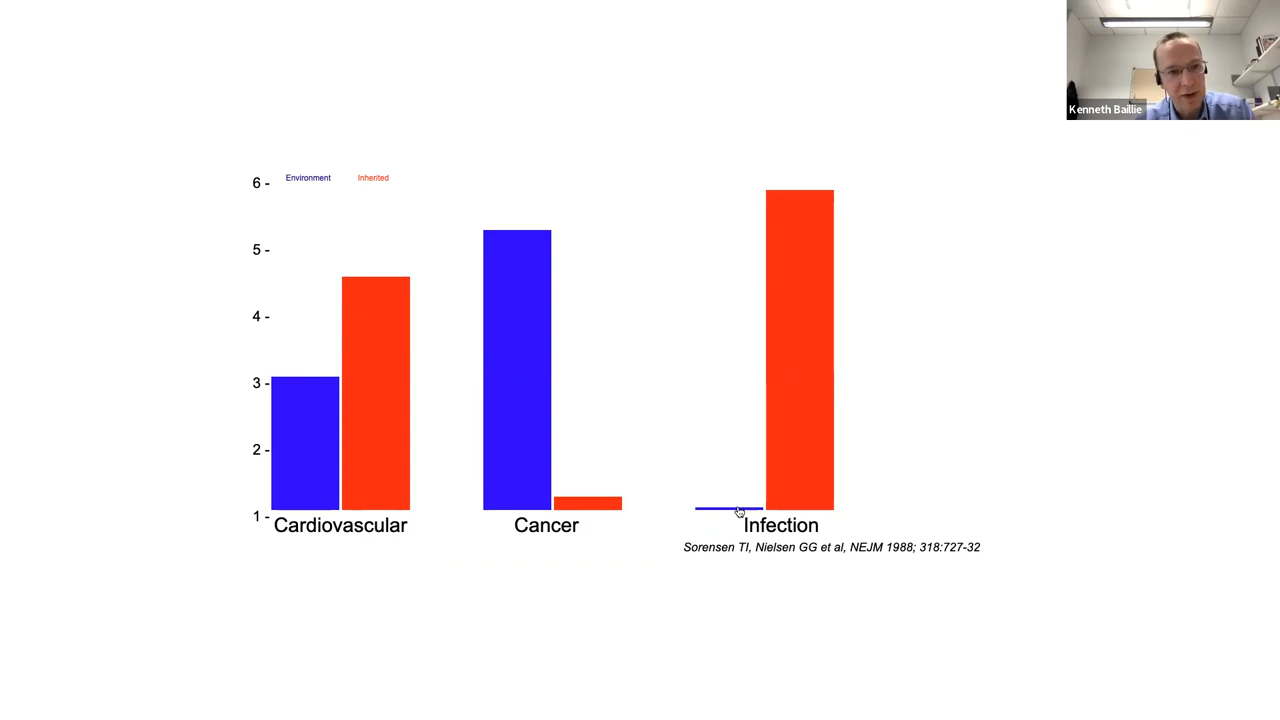 Kenneth Baillie
6 -
Environment
Inherited
5 -
4 -
3 -
2 -
1 -
Cardiovascular
Cancer
Infection
Sorensen TI, Nielsen GG et al, NEJM 1988; 318:727-32